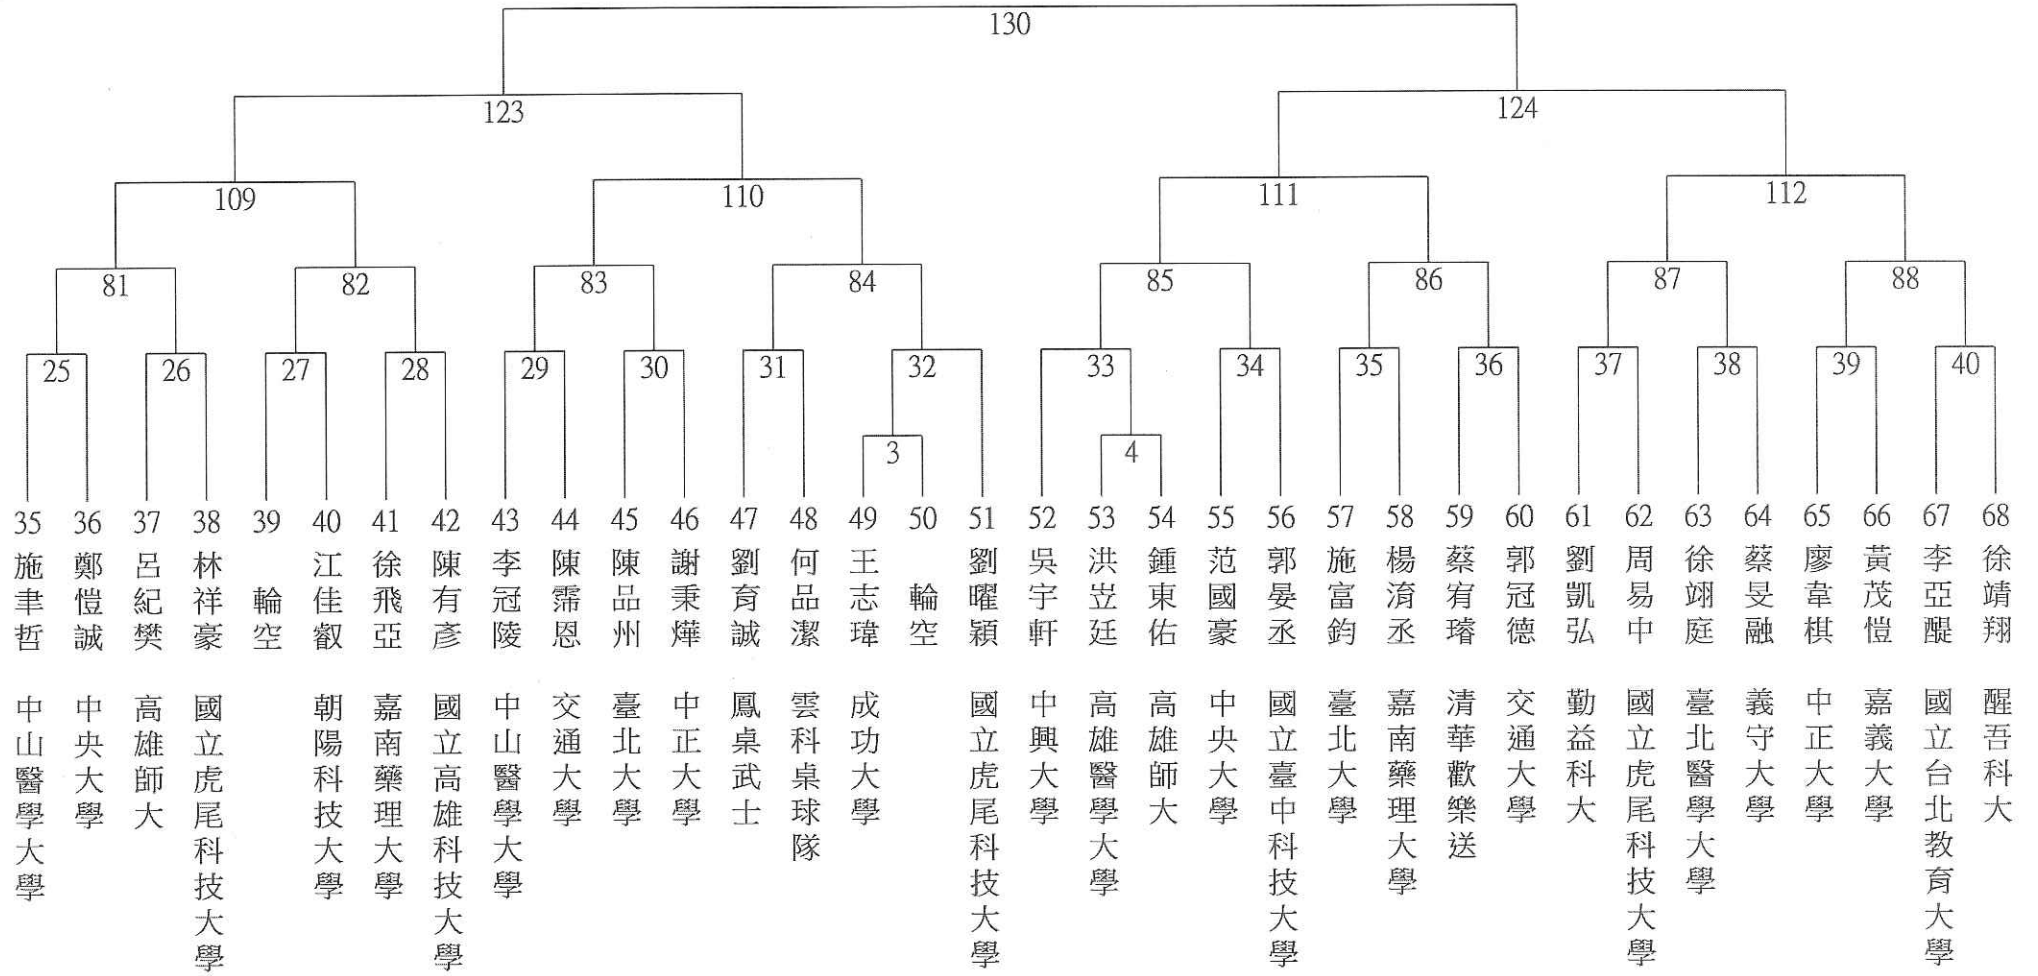 130
123
124
109
110
111
112
81
82
83
84
85
86
87
88
25
26
27
28
29
30
31
32
33
34
35
36
37
38
39
40
3
4
35 施聿哲 中山醫學大學
36 鄭愷誠 中央大學
37 呂紀樊 高雄師大
38 林祥豪 國立虎尾科技大學
39 輪空
40 江佳叡 朝陽科技大學
41 徐飛亞 嘉南藥理大學
42 陳有彥 國立高雄科技大學
43 李冠陵 中山醫學大學
44 陳霈恩 交通大學
45 陳品州 臺北大學
46 謝秉燁 中正大學
47 劉育誠 鳳桌武士
48 何品潔 雲科桌球隊
49 王志瑋 成功大學
50 輪空
51 劉曜穎 國立虎尾科技大學
52 吳宇軒 中興大學
53 洪岦廷 高雄醫學大學
54 鍾東佑 高雄師大
55 范國豪 中央大學
56 郭晏丞 國立臺中科技大學
57 施富鈞 臺北大學
58 楊淯丞 嘉南藥理大學
59 蔡宥璿 清華歡樂送
60 郭冠德 交通大學
61 劉凱弘 勤益科大
62 周易中 國立虎尾科技大學
63 徐翊庭 臺北醫學大學
64 蔡旻融 義守大學
65 廖韋棋 中正大學
66 黃茂愷 嘉義大學
67 李亞醍 國立台北教育大學
68 徐靖翔 醒吾科大